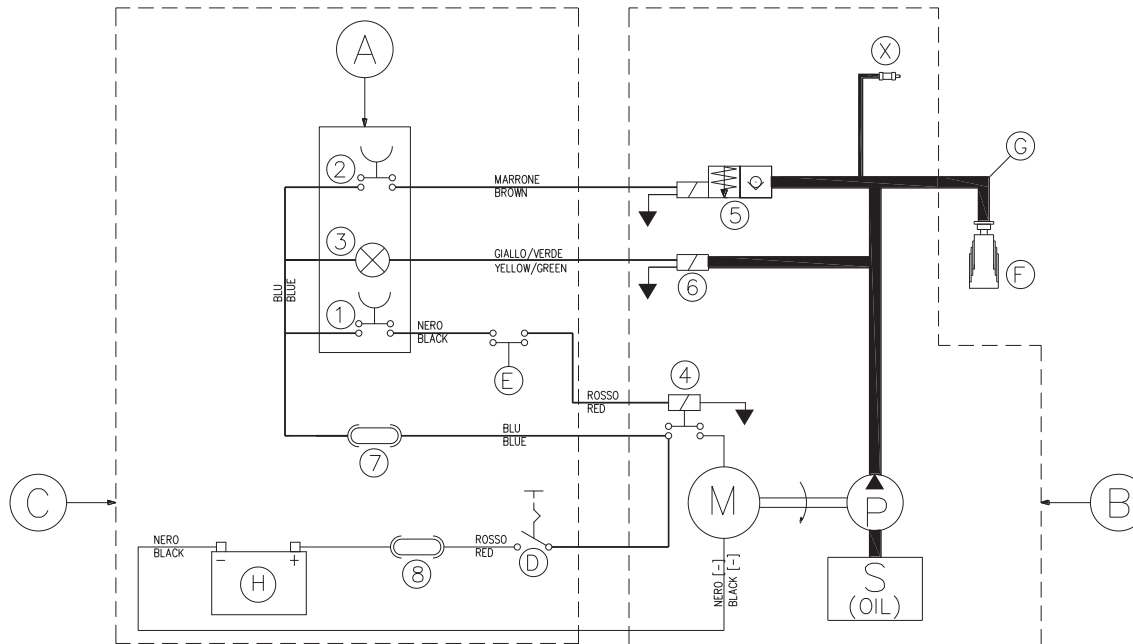 A
X
2
MARRONE
BROWN
G
5
3
GIALLO/VERDE
YELLOW/GREEN
6
F
BLU
BLUE
1
NERO
BLACK
E
4
ROSSO
RED
BLU
BLUE
7
C
M
P
B
NERO
BLACK
ROSSO
RED
D
- +
H
8
NERO [-]
BLACK [-]
S
(OIL)